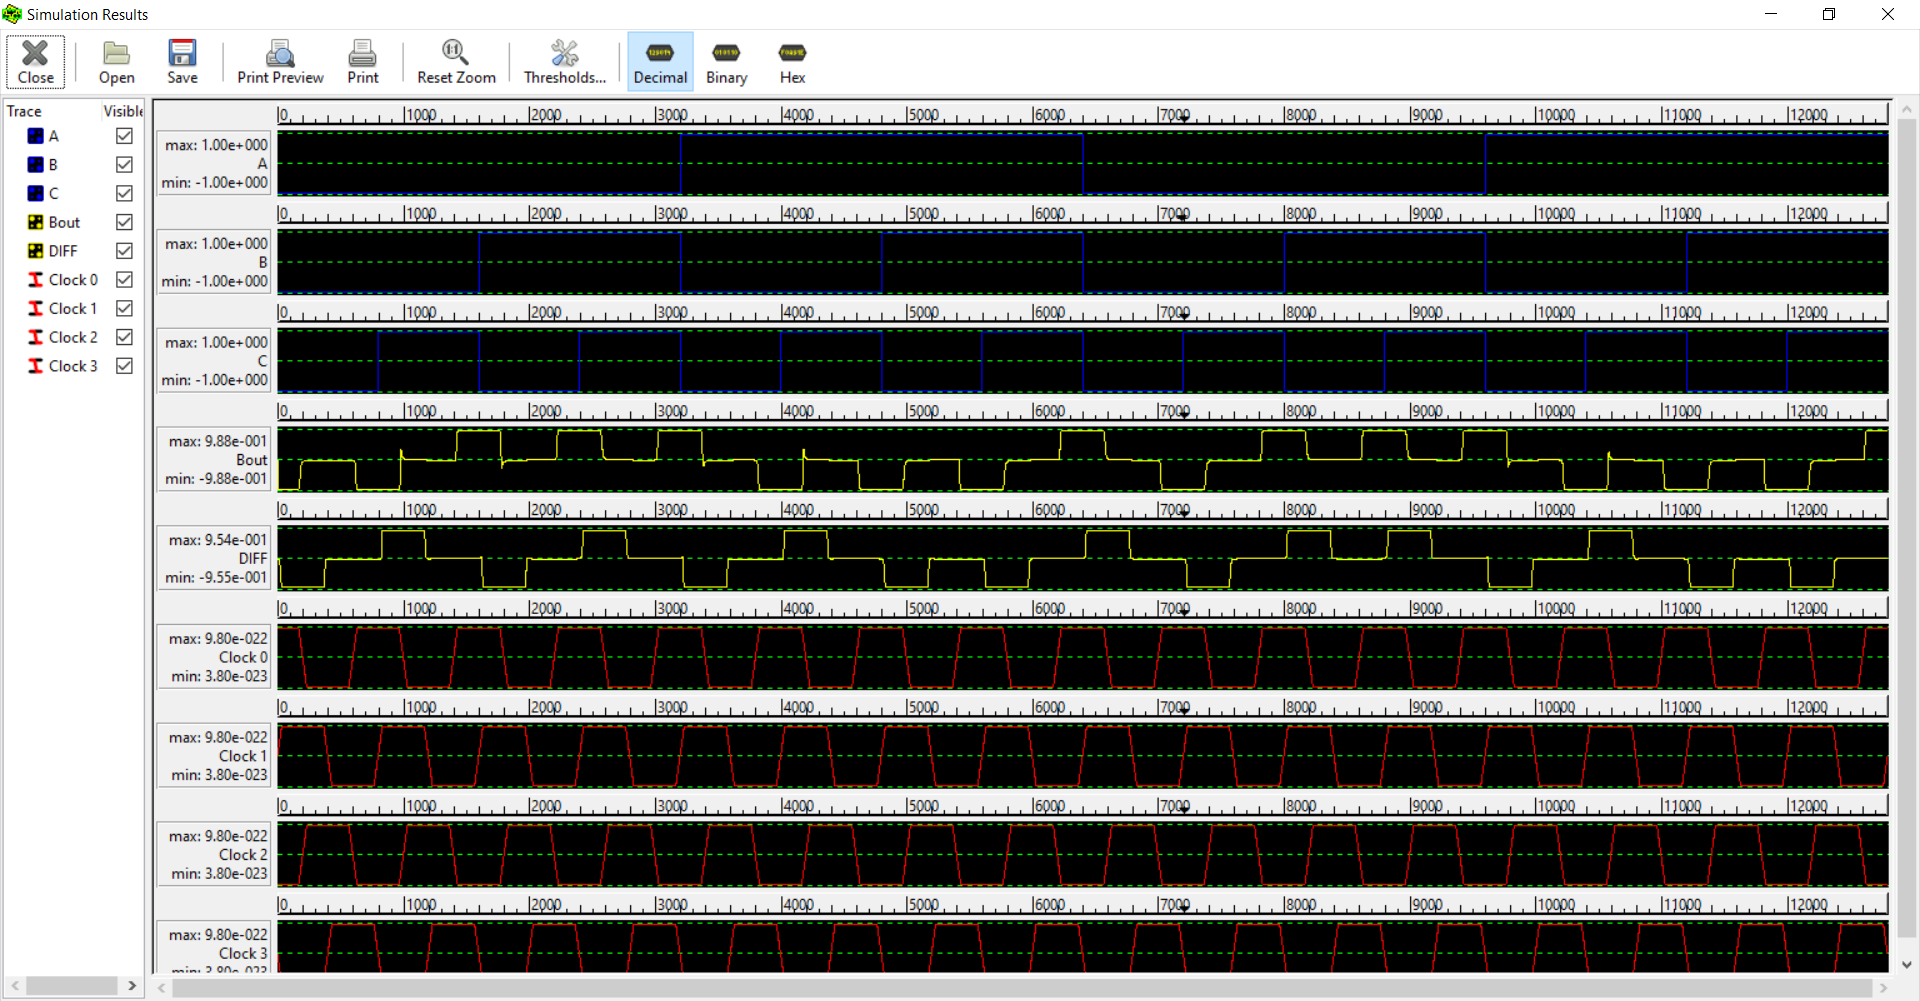 Simulation Results
Close Open Save Print Preview Print Reset Zoom Thresholds... Decimal Binary Hex
Trace Visible
A
B
C
Bout
DIFF
Clock 0
Clock 1
Clock 2
Clock 3
0 1000 2000 3000 4000 5000 6000 7000 8000 9000 10000 11000 12000
max: 1.00e+000
A
min: -1.00e+000
0 1000 2000 3000 4000 5000 6000 7000 8000 9000 10000 11000 12000
max: 1.00e+000
B
min: -1.00e+000
0 1000 2000 3000 4000 5000 6000 7000 8000 9000 10000 11000 12000
max: 1.00e+000
C
min: -1.00e+000
0 1000 2000 3000 4000 5000 6000 7000 8000 9000 10000 11000 12000
max: 9.88e-001
Bout
min: -9.88e-001
0 1000 2000 3000 4000 5000 6000 7000 8000 9000 10000 11000 12000
max: 9.54e-001
DIFF
min: -9.55e-001
0 1000 2000 3000 4000 5000 6000 7000 8000 9000 10000 11000 12000
max: 9.80e-022
Clock 0
min: 3.80e-023
0 1000 2000 3000 4000 5000 6000 7000 8000 9000 10000 11000 12000
max: 9.80e-022
Clock 1
min: 3.80e-023
0 1000 2000 3000 4000 5000 6000 7000 8000 9000 10000 11000 12000
max: 9.80e-022
Clock 2
min: 3.80e-023
0 1000 2000 3000 4000 5000 6000 7000 8000 9000 10000 11000 12000
max: 9.80e-022
Clock 3
min: 3.80e-023